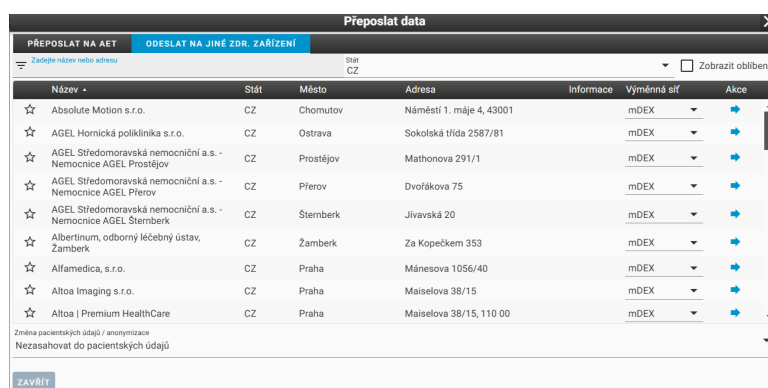 Přeposlat data
PŘEPOSLAT NA AET ODESLAT NA JINÉ ZDR. ZAŘÍZENÍ
Zadejte název nebo adresu Stát
CZ Zobrazit oblíben
Název Stát Město Adresa Informace Výměnná síť Akce
Absolute Motion s.r.o. CZ Chomutov Náměstí 1. máje 4, 43001 mDEX
AGEL Hornická poliklinika s.r.o. CZ Ostrava Sokolská třída 2587/81 mDEX
AGEL Středomoravská nemocniční a.s. -
Nemocnice AGEL Prostějov CZ Prostějov Mathonova 291/1 mDEX
AGEL Středomoravská nemocniční a.s. -
Nemocnice AGEL Přerov CZ Přerov Dvořákova 75 mDEX
AGEL Středomoravská nemocniční a.s. -
Nemocnice AGEL Šternberk CZ Šternberk Jívavská 20 mDEX
Albertinum, odborný léčebný ústav,
Žamberk CZ Žamberk Za Kopečkem 353 mDEX
Alfamedica, s.r.o. CZ Praha Mánesova 1056/40 mDEX
Altoa Imaging s.r.o. CZ Praha Maiselova 38/15 mDEX
Altoa | Premium HealthCare CZ Praha Maiselova 38/15, 110 00 mDEX
Změna pacientských údajů / anonymizace
Nezasahovat do pacientských údajů
ZAVŘÍT